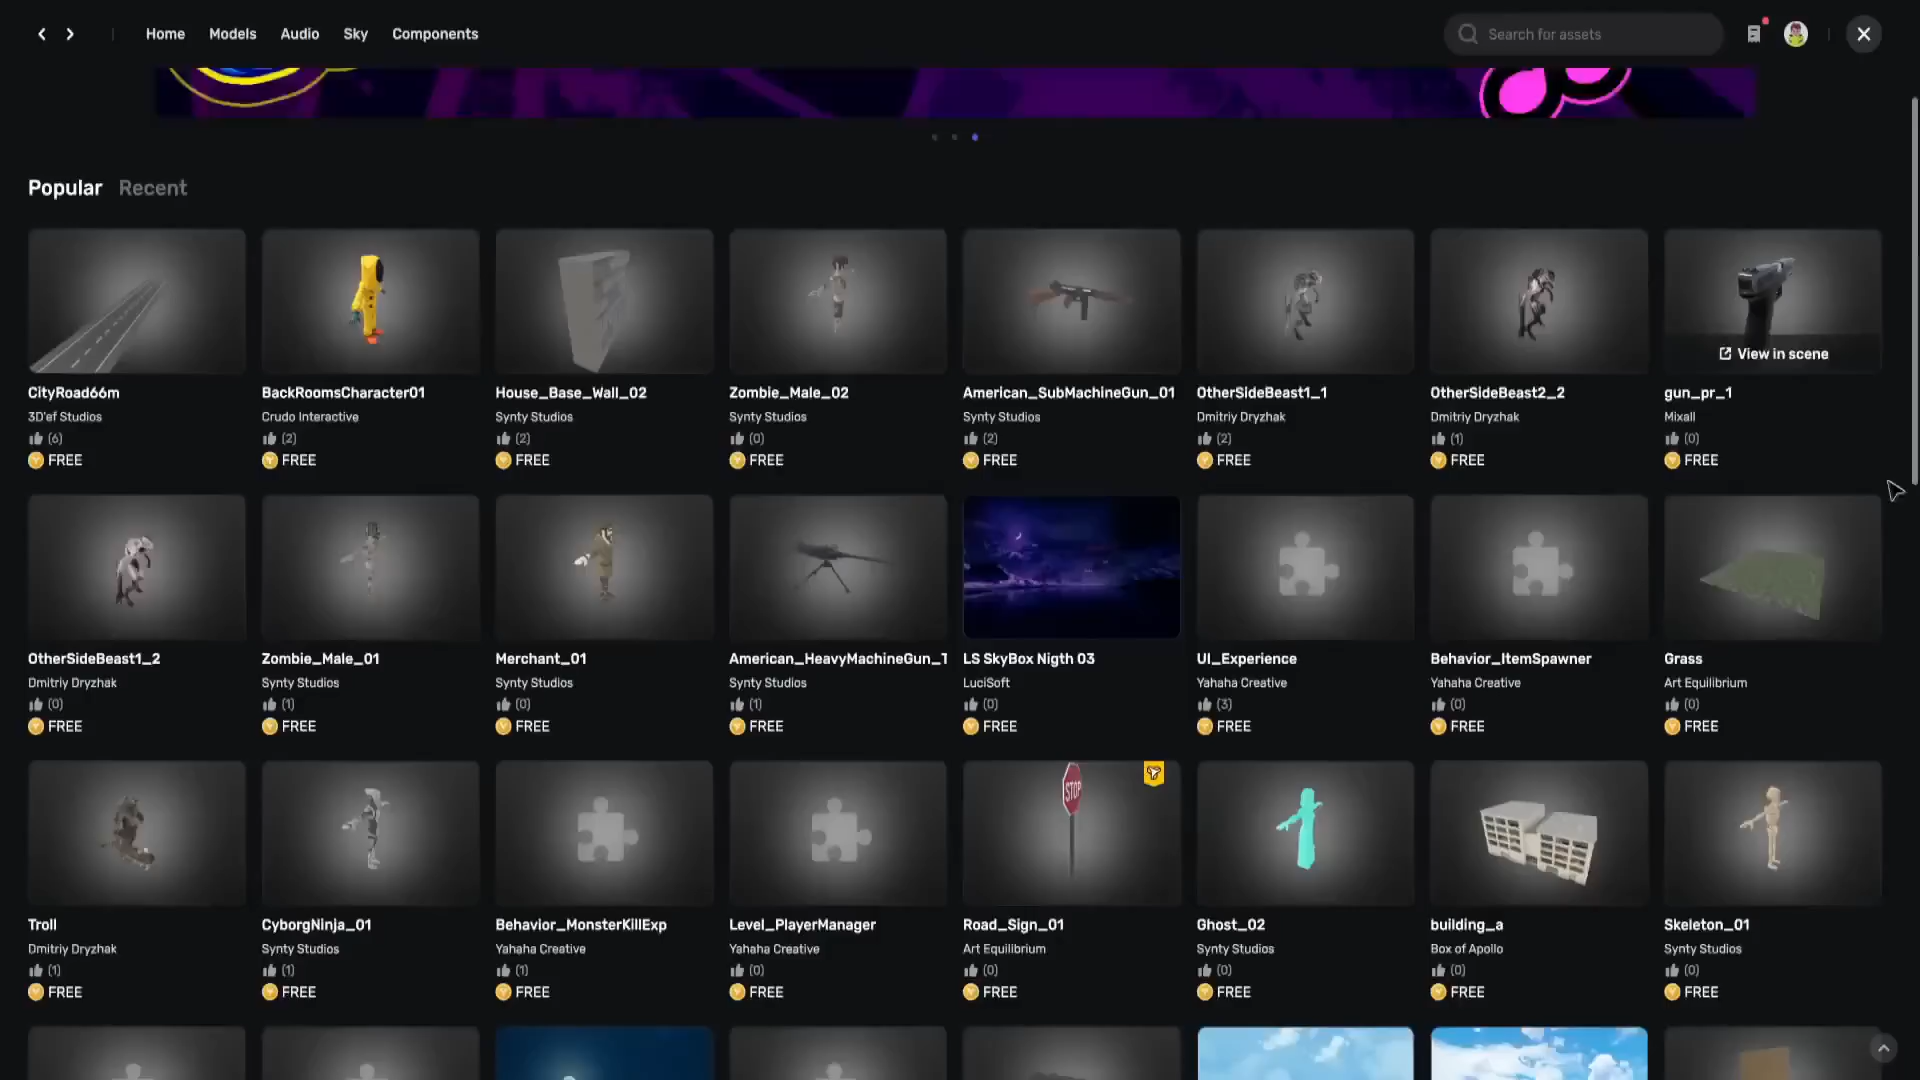 Home Models Audio Sky Components
Search for assets
Popular Recent
View in scene
CityRoad66m BackRoomsCharacter01 House_Base_Wall_02 Zombie_Male_02 American_SubMachineGun_01 OtherSideBeast1_1 OtherSideBeast2_2 gun_pr_1
3D'ef Studios Crudo Interactive Synty Studios Synty Studios Synty Studios Dmitriy Dryzhak Dmitriy Dryzhak Mixall
(6) (2) (2) (0) (2) (2) (1) (0)
FREE FREE FREE FREE FREE FREE FREE FREE
OtherSideBeast1_2 Zombie_Male_01 Merchant_01 American_HeavyMachineGun_T LS SkyBox Nigth 03 UI_Experience Behavior_ItemSpawner Grass
Dmitriy Dryzhak Synty Studios Synty Studios Synty Studios LuciSoft Yahaha Creative Yahaha Creative Art Equilibrium
(0) (1) (0) (1) (0) (3) (0) (0)
FREE FREE FREE FREE FREE FREE FREE FREE
STOP
Troll CyborgNinja_01 Behavior_MonsterKillExp Level_PlayerManager Road_Sign_01 Ghost_02 building_a Skeleton_01
Dmitriy Dryzhak Synty Studios Yahaha Creative Yahaha Creative Art Equilibrium Synty Studios Box of Apollo Synty Studios
(1) (1) (1) (0) (0) (0) (0) (0)
FREE FREE FREE FREE FREE FREE FREE FREE